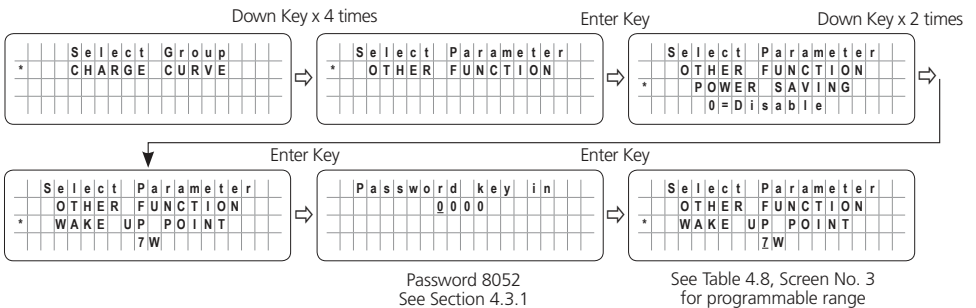 Down Key x 4 times
Enter Key
Down Key x 2 times
Select Group
* CHARGE CURVE
Select Parameter
* OTHER FUNCTION
Select Parameter
OTHER FUNCTION
* POWER SAVING
0=Disable
Enter Key
Enter Key
Select Parameter
OTHER FUNCTION
* WAKE UP POINT
7W
Password key in
0000
Select Parameter
OTHER FUNCTION
* WAKE UP POINT
7W
Password 8052
See Section 4.3.1
See Table 4.8, Screen No. 3
for programmable range